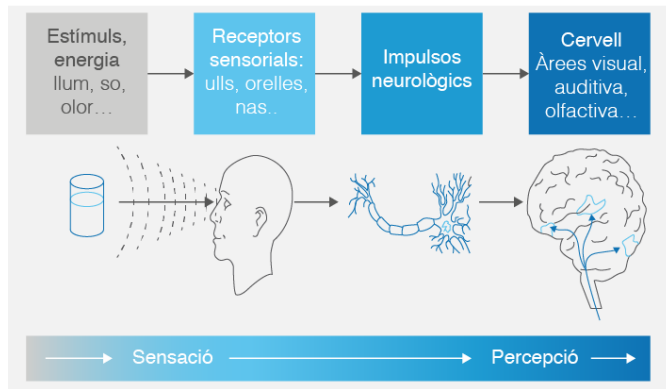 Estímuls,
energia
llum, so,
olor...
Receptors
sensorials:
ulls, orelles,
nas..
Impulsos
neurològics
Cervell
Àrees visual,
auditiva,
olfactiva...
Sensació
Percepció